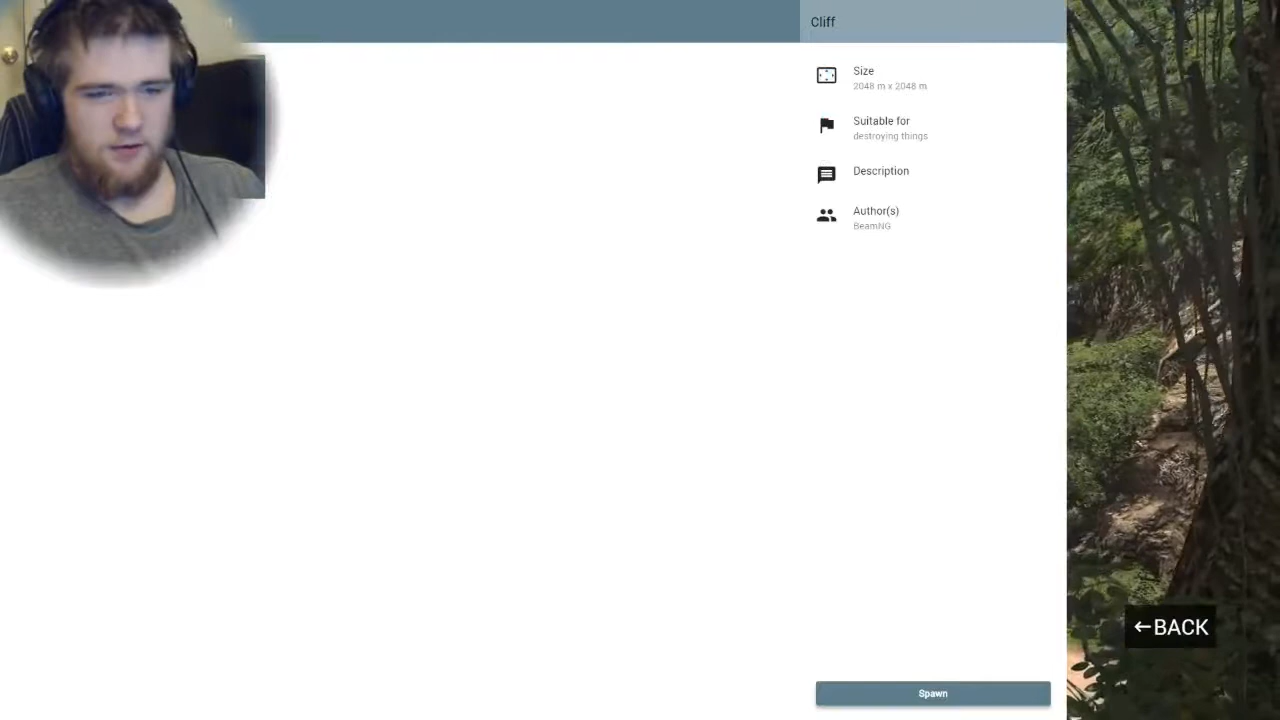 Cliff
Size
2048 m x 2048 m
Suitable for
destroying things
Description
Author(s)
BeamNG
←BACK
Spawn